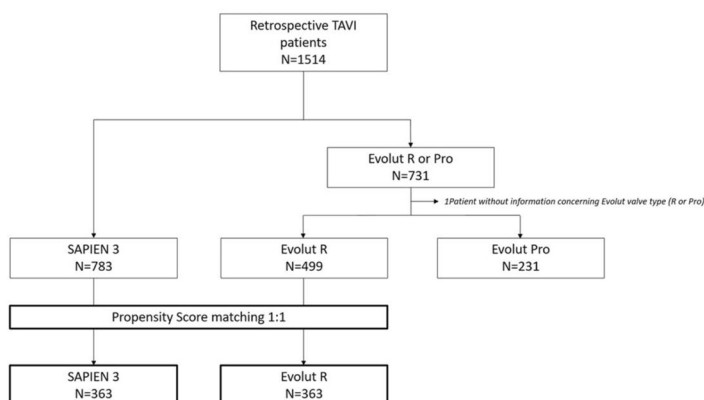 Retrospective TAVI
patients
N=1514
Evolut R or Pro
N=731
1Patient without information concerning Evolut valve type (R or Pro)
SAPIEN 3
N=783
Evolut R
N=499
Evolut Pro
N=231
Propensity Score matching 1:1
SAPIEN 3
N=363
Evolut R
N=363